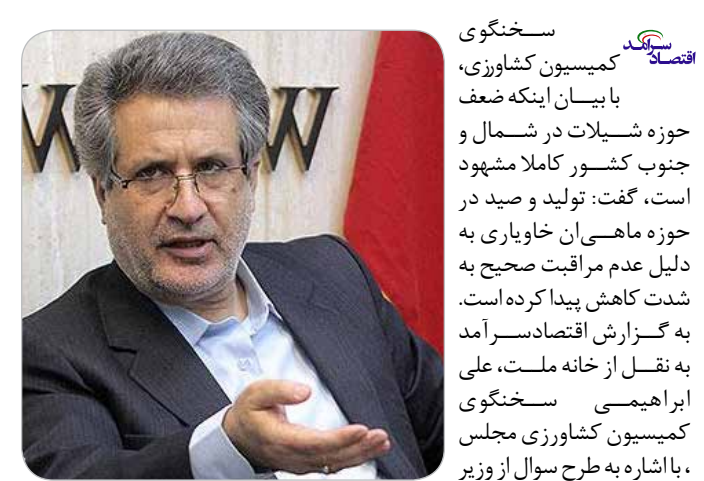 اقتصاد سرآمد
سخنگوی
کمیسیون کشاورزی،
با بیان اینکه ضعف
حوزه شیلات در شمال و
جنوب کشور کاملا مشهود
است، گفت: تولید و صید در
حوزه ماهیان خاویاری به
دلیل عدم مراقبت صحیح به
شدت کاهش پیدا کرده است.
به گزارش اقتصادسرآمد
به نقل از خانه ملت، علی
ابراهیمی سخنگوی
کمیسیون کشاورزی مجلس
، با اشاره به طرح سوال از وزیر
W
W